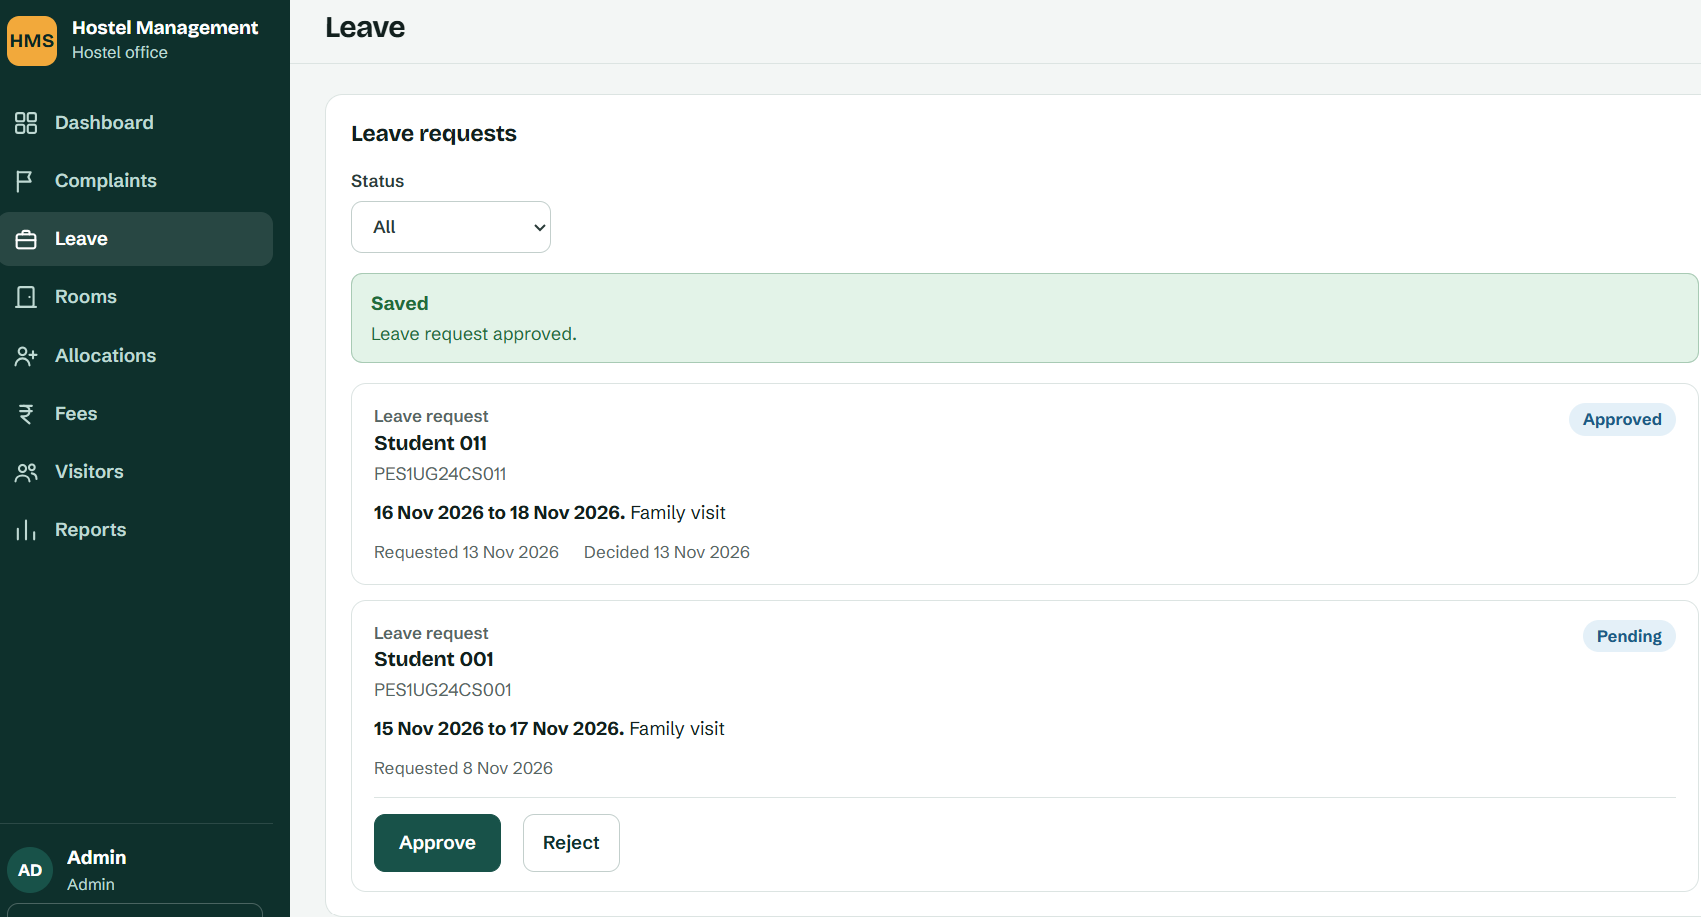 HMS
Hostel Management
Hostel office
Dashboard
Complaints
Leave
Rooms
Allocations
Fees
Visitors
Reports
AD
Admin
Admin
Leave
Leave requests
Status
All
Saved
Leave request approved.
Leave request
Approved
Student 011
PES1UG24CS011
16 Nov 2026 to 18 Nov 2026. Family visit
Requested 13 Nov 2026 Decided 13 Nov 2026
Leave request
Pending
Student 001
PES1UG24CS001
15 Nov 2026 to 17 Nov 2026. Family visit
Requested 8 Nov 2026
Approve Reject